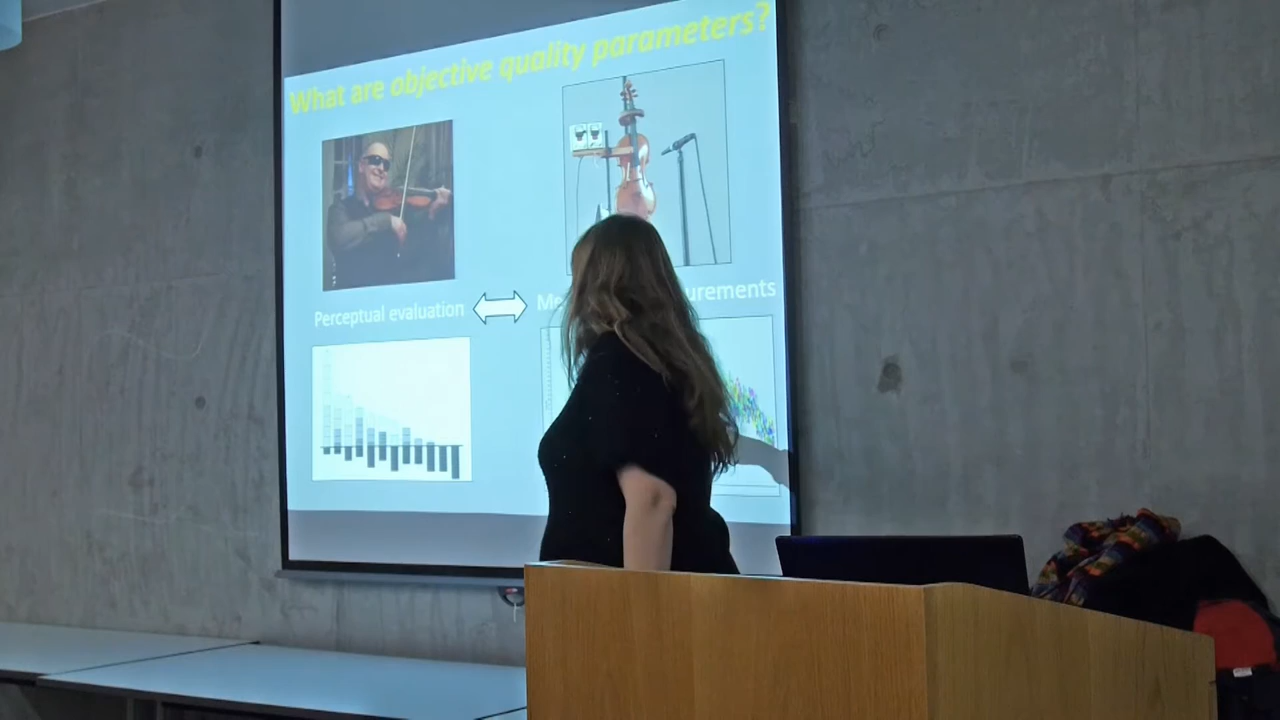 What are objective quality parameters?
Perceptual evaluation
urements